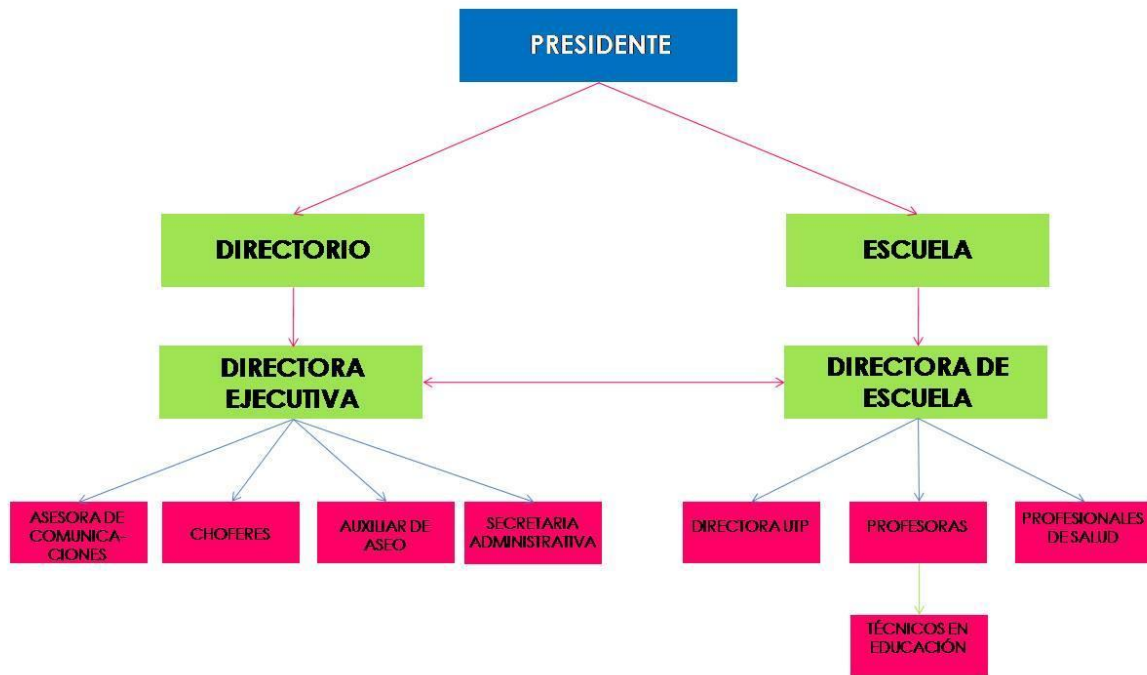 PRESIDENTE
DIRECTORIO
ESCUELA
DIRECTORA
EJECUTIVA
DIRECTORA DE
ESCUELA
ASESORA DE
COMUNICA-
CIONES
CHOFERES
AUXILIAR DE
ASEO
SECRETARIA
ADMINISTRATIVA
DIRECTORA UTP
PROFESORAS
PROFESIONALES
DE SALUD
TÉCNICOS EN
EDUCACIÓN